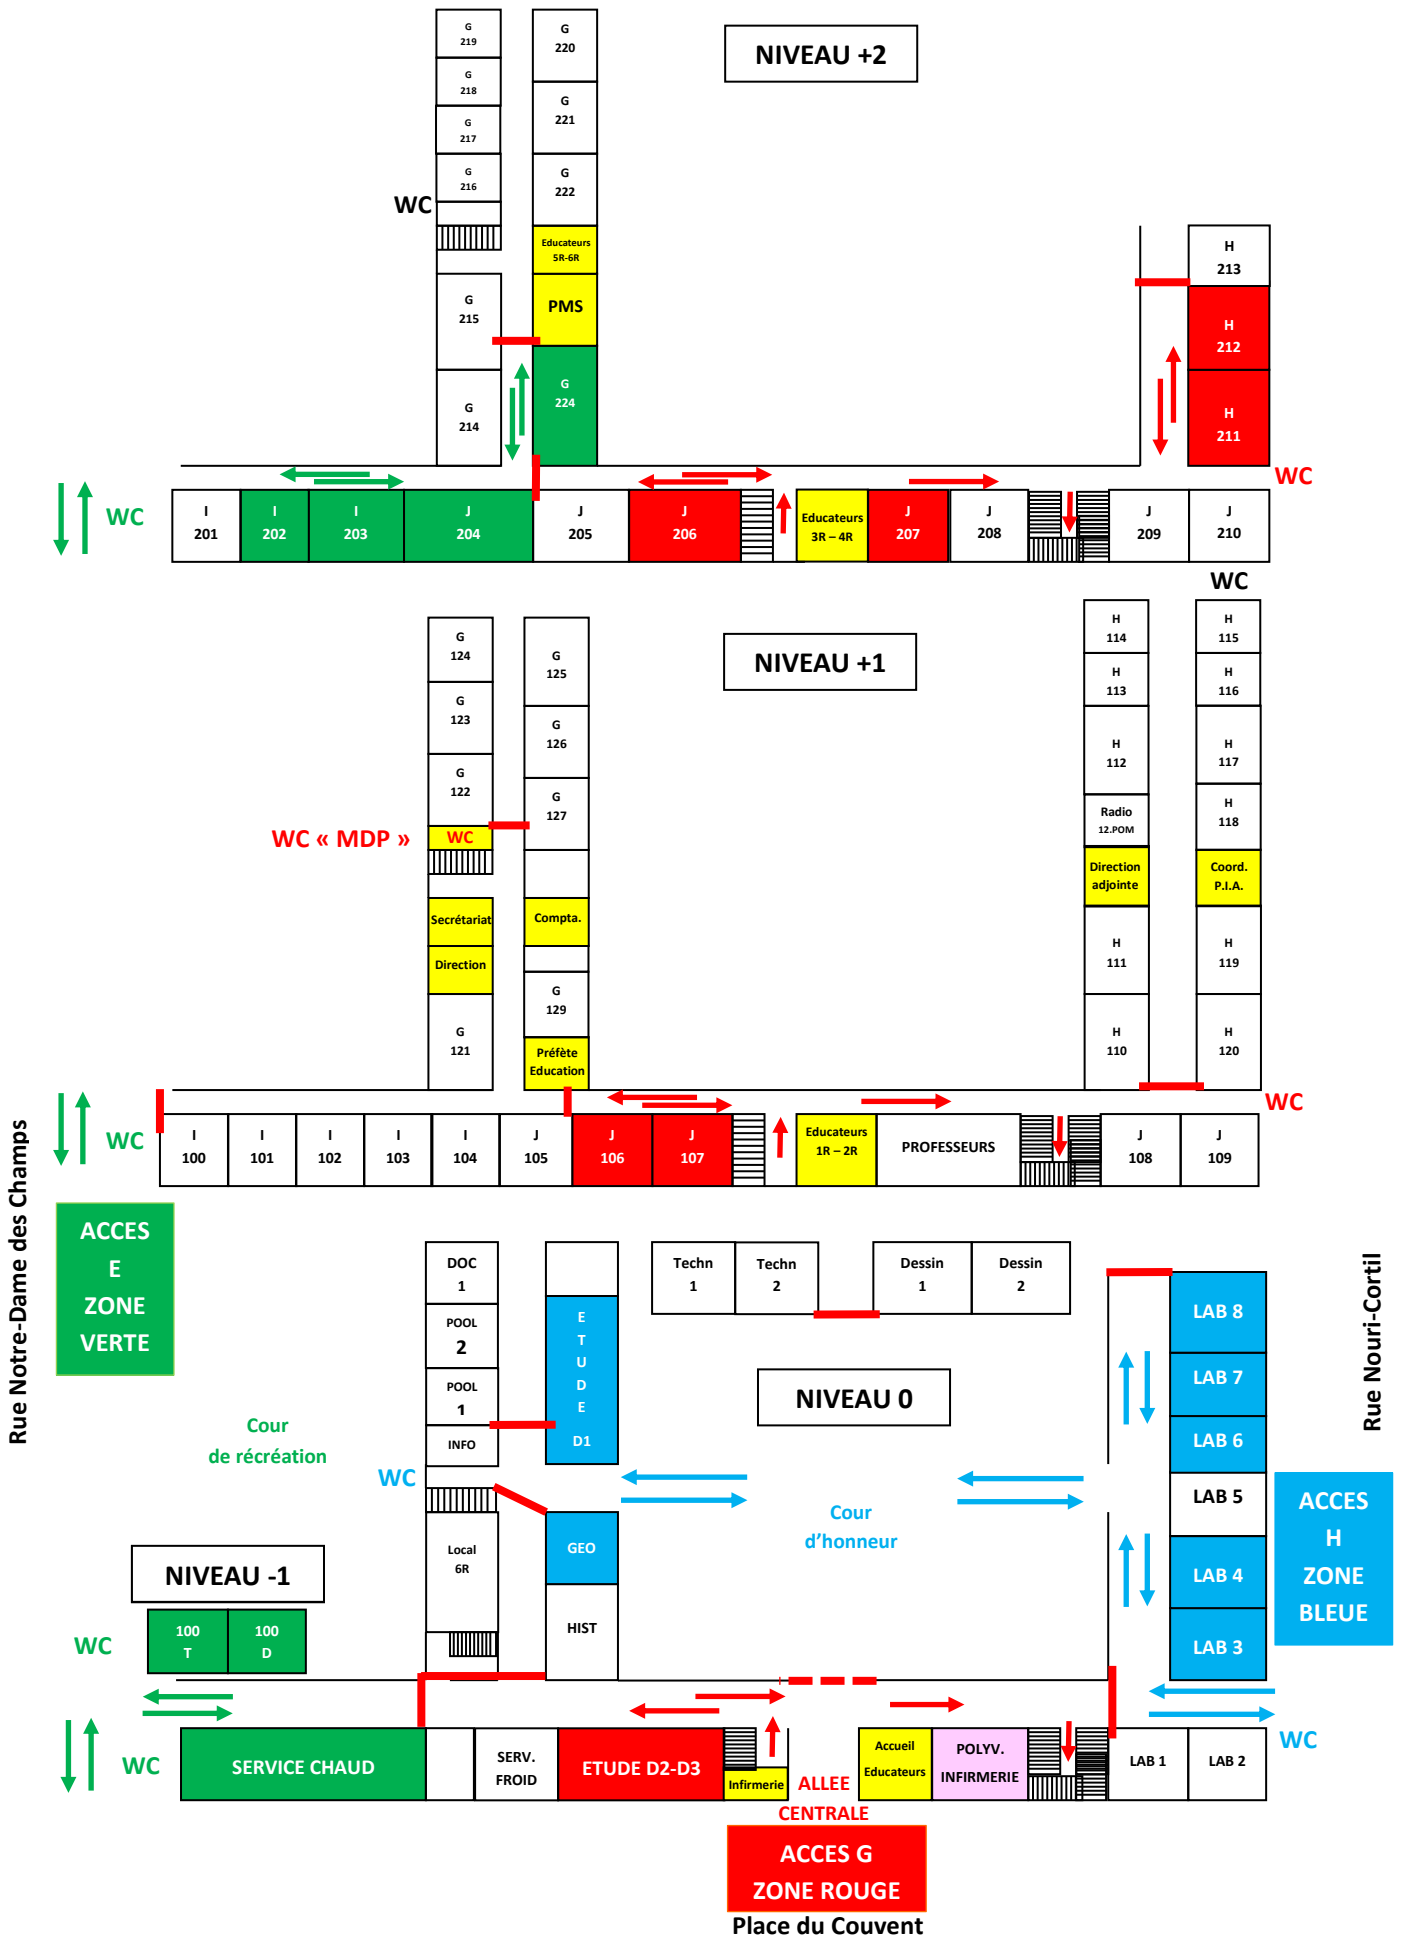 NIVEAU +2
G
219
G
218
G
217
G
216
WC
G
220
G
221
G
222
Educateurs
5R-6R
PMS
G
215
G
214
G
224
H
213
H
212
H
211
WC
WC
I
201
I
202
I
203
J
204
J
205
J
206
Educateurs
3R – 4R
J
207
J
208
J
209
J
210
WC
NIVEAU +1
G
124
G
123
G
122
WC « MDP »
WC
Secrétariat
Direction
G
121
G
125
G
126
G
127
Compta.
G
129
Préfète
Education
H
114
H
113
H
112
Radio
12.POM
Direction
adjointe
H
111
H
110
H
115
H
116
H
117
H
118
Coord.
P.I.A.
H
119
H
120
WC
WC
I
100
I
101
I
102
I
103
I
104
J
105
J
106
J
107
Educateurs
1R – 2R
PROFESSEURS
J
108
J
109
Rue Notre-Dame des Champs
ACCES
E
ZONE
VERTE
DOC
1
POOL
2
POOL
1
INFO
WC
Local
6R
E
T
U
D
E
D1
GEO
HIST
Techn
1
Techn
2
Dessin
1
Dessin
2
NIVEAU 0
Cour
de récréation
Cour
d’honneur
LAB 8
LAB 7
LAB 6
LAB 5
LAB 4
LAB 3
Rue Nouri-Cortil
ACCES
H
ZONE
BLEUE
NIVEAU -1
WC
100
T
100
D
WC
SERVICE CHAUD
SERV.
FROID
ETUDE D2-D3
Infirmerie
ALLEE
CENTRALE
Accueil
Educateurs
POLYV.
INFIRMERIE
LAB 1
LAB 2
WC
ACCES G
ZONE ROUGE
Place du Couvent